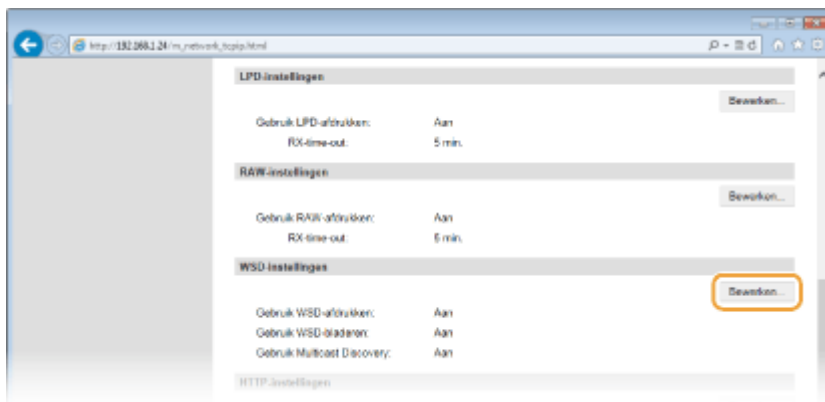 http://192.168.1.24/m_network_tcpip.html
LPD-instellingen
Bewerken...
Gebruik LPD-afdrukken: Aan
RX-time-out: 5 min.
RAW-instellingen
Bewerken...
Gebruik RAW-afdrukken: Aan
RX-time-out: 5 min.
WSD-instellingen
Bewerken...
Gebruik WSD-afdrukken: Aan
Gebruik WSD-bladeren: Aan
Gebruik Multicast Discovery: Aan
HTTP-instellingen